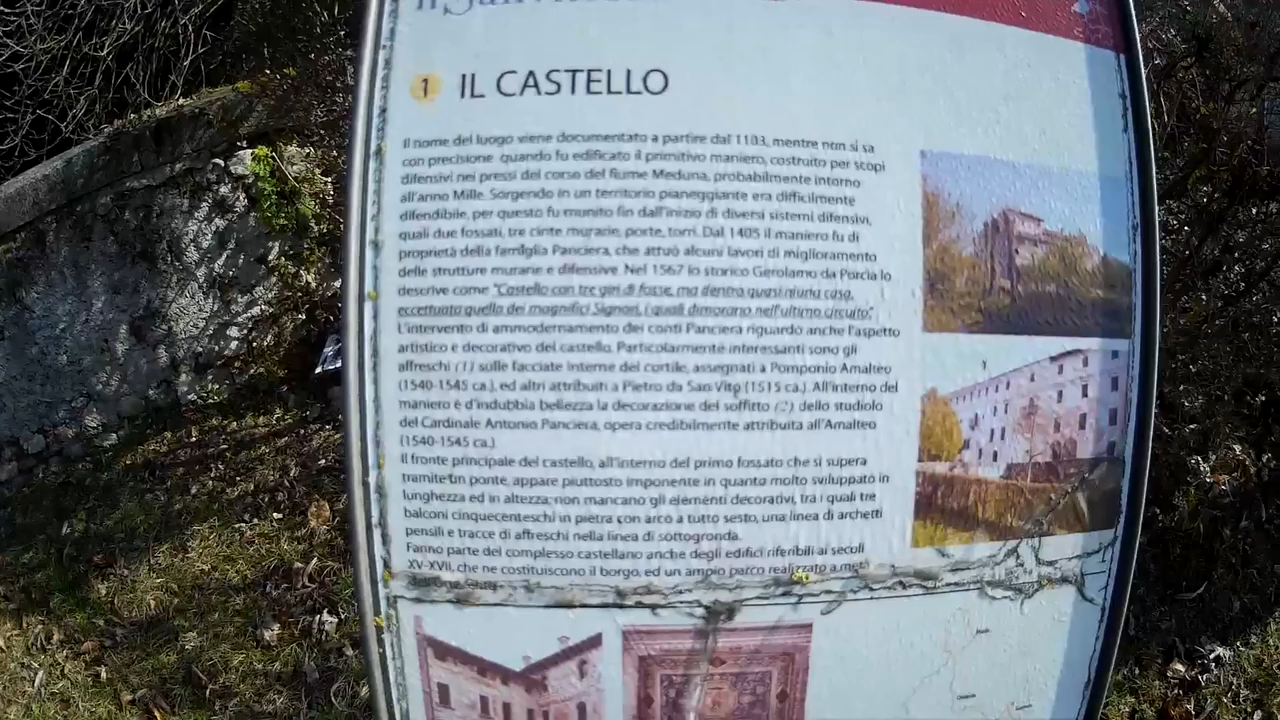 1 IL CASTELLO
Il nome del luogo viene documentato a partire dal 1103, mentre non si sa
con precisione quando fu edificato il primitivo maniero, costruito per scopi
difensivi nei pressi del corso del fiume Meduna, probabilmente intorno
all'anno Mille. Sorgendo in un territorio pianeggiante era difficilmente
difendibile, per questo fu munito fin dall'inizio di diversi sistemi difensivi,
quali due fossati, tre cinte murarie, porte, torri. Dal 1405 il maniero fu di
proprietà della famiglia Panciera, che attuò alcuni lavori di miglioramento
delle strutture murarie e difensive. Nel 1567 lo storico Gerolamo da Porcia lo
descrive come "Castello con tre giri di fosse, ma dentro quasi niuna casa,
eccettuata quella dei magnifici Signori, i quali dimorano nell'ultimo circuito".
L'intervento di ammodernamento dei conti Panciera riguardò anche l'aspetto
artistico e decorativo del castello. Particolarmente interessanti sono gli
affreschi (1) sulle facciate interne del cortile, assegnati a Pomponio Amalteo
(1540-1545 ca.), ed altri attribuiti a Pietro da San Vito (1515 ca.). All'interno del
maniero è d'indubbia bellezza la decorazione del soffitto (2) dello studiolo
del Cardinale Antonio Panciera, opera credibilmente attribuita all'Amalteo
(1540-1545 ca.)
Il fronte principale del castello, all'interno del primo fossato che si supera
tramite un ponte, appare piuttosto imponente in quanto molto sviluppato in
lunghezza ed in altezza: non mancano gli elementi decorativi, tra i quali tre
balconi cinquecenteschi in pietra con arco a tutto sesto, una linea di archetti
pensili e tracce di affreschi nella linea di sottogronda.
Fanno parte del complesso castellano anche degli edifici riferibili ai secoli
XV-XVII, che ne costituiscono il borgo, ed un ampio parco realizzato a metà